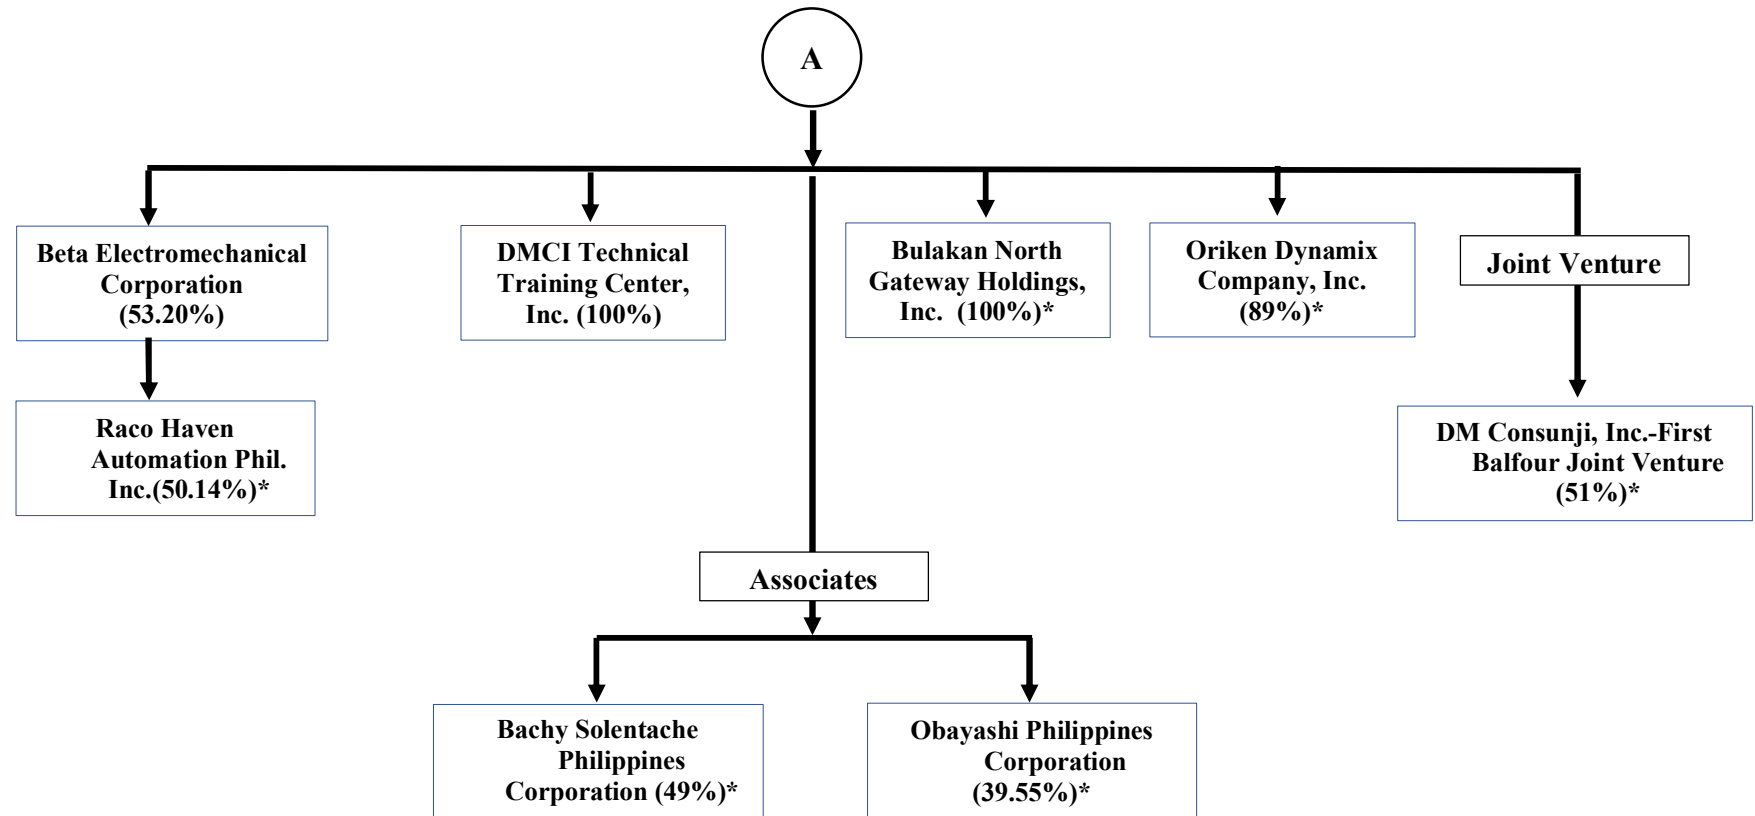 A
Beta Electromechanical
Corporation
(53.20%)
DMCI Technical
Training Center,
Inc. (100%)
Bulakan North
Gateway Holdings,
Inc. (100%)*
Oriken Dynamix
Company, Inc.
(89%)*
Joint Venture
Raco Haven
Automation Phil.
Inc.(50.14%)*
DM Consunji, Inc.-First
Balfour Joint Venture
(51%)*
Associates
Bachy Solentache
Philippines
Corporation (49%)*
Obayashi Philippines
Corporation
(39.55%)*